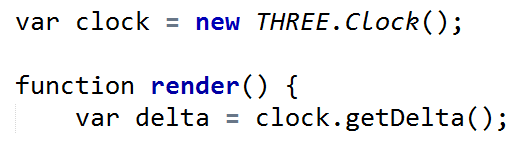 var clock = new THREE.Clock();
function render() {
    var delta = clock.getDelta();